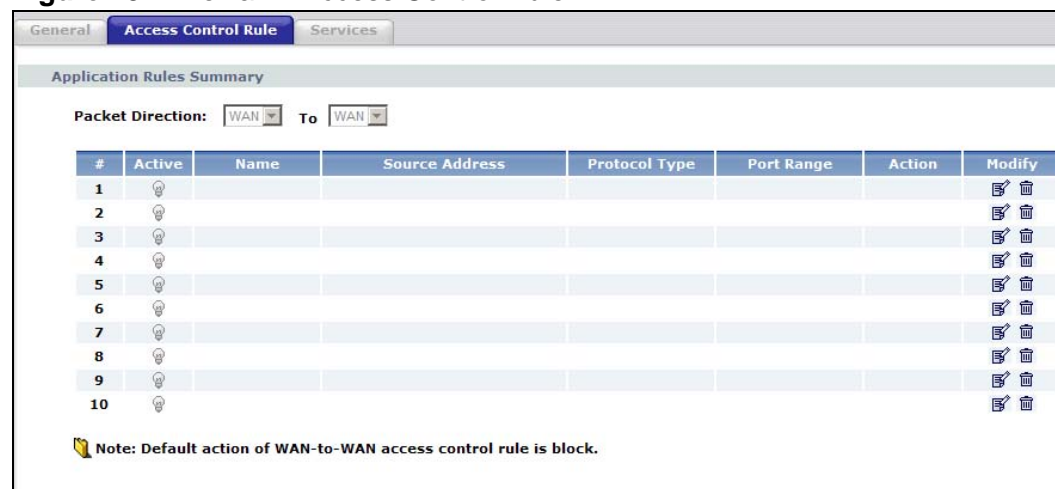 General Access Control Rule Services
Application Rules Summary
Packet Direction: WAN To WAN
# Active Name Source Address Protocol Type Port Range Action Modify
1
2
3
4
5
6
7
8
9
10
Note: Default action of WAN-to-WAN access control rule is block.